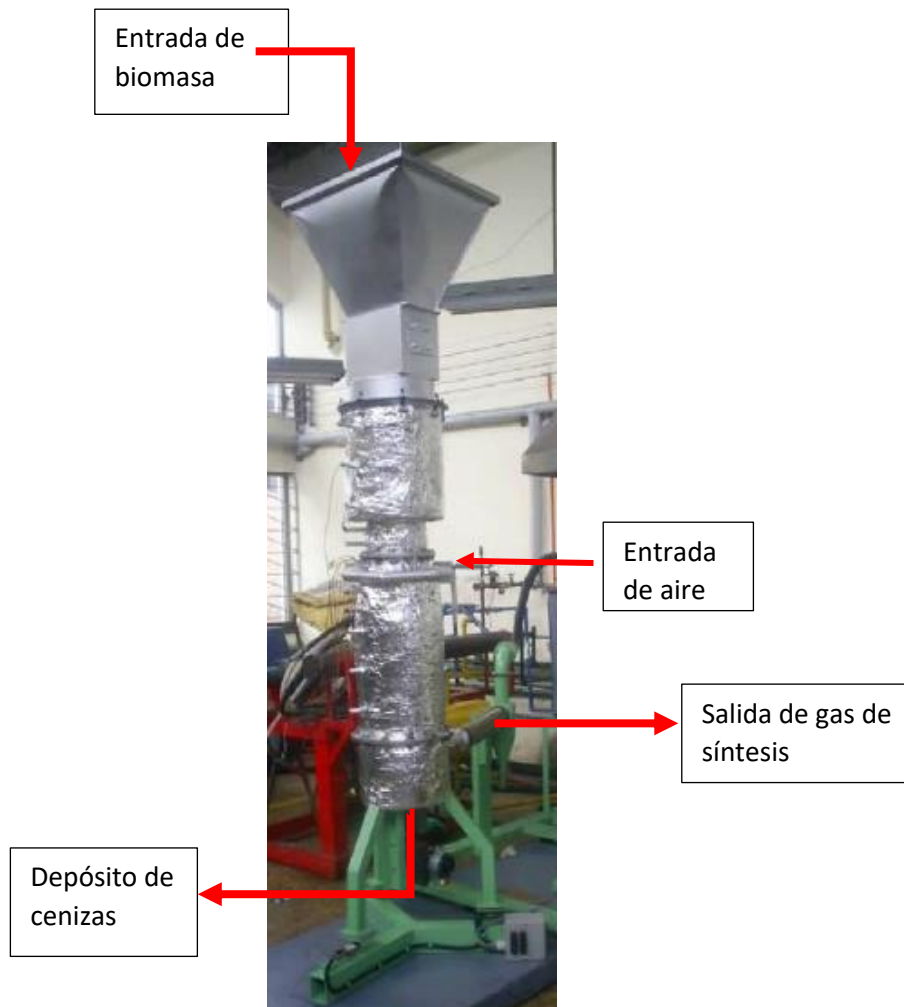 Entrada de
biomasa
Entrada
de aire
Salida de gas de
síntesis
Depósito de
cenizas